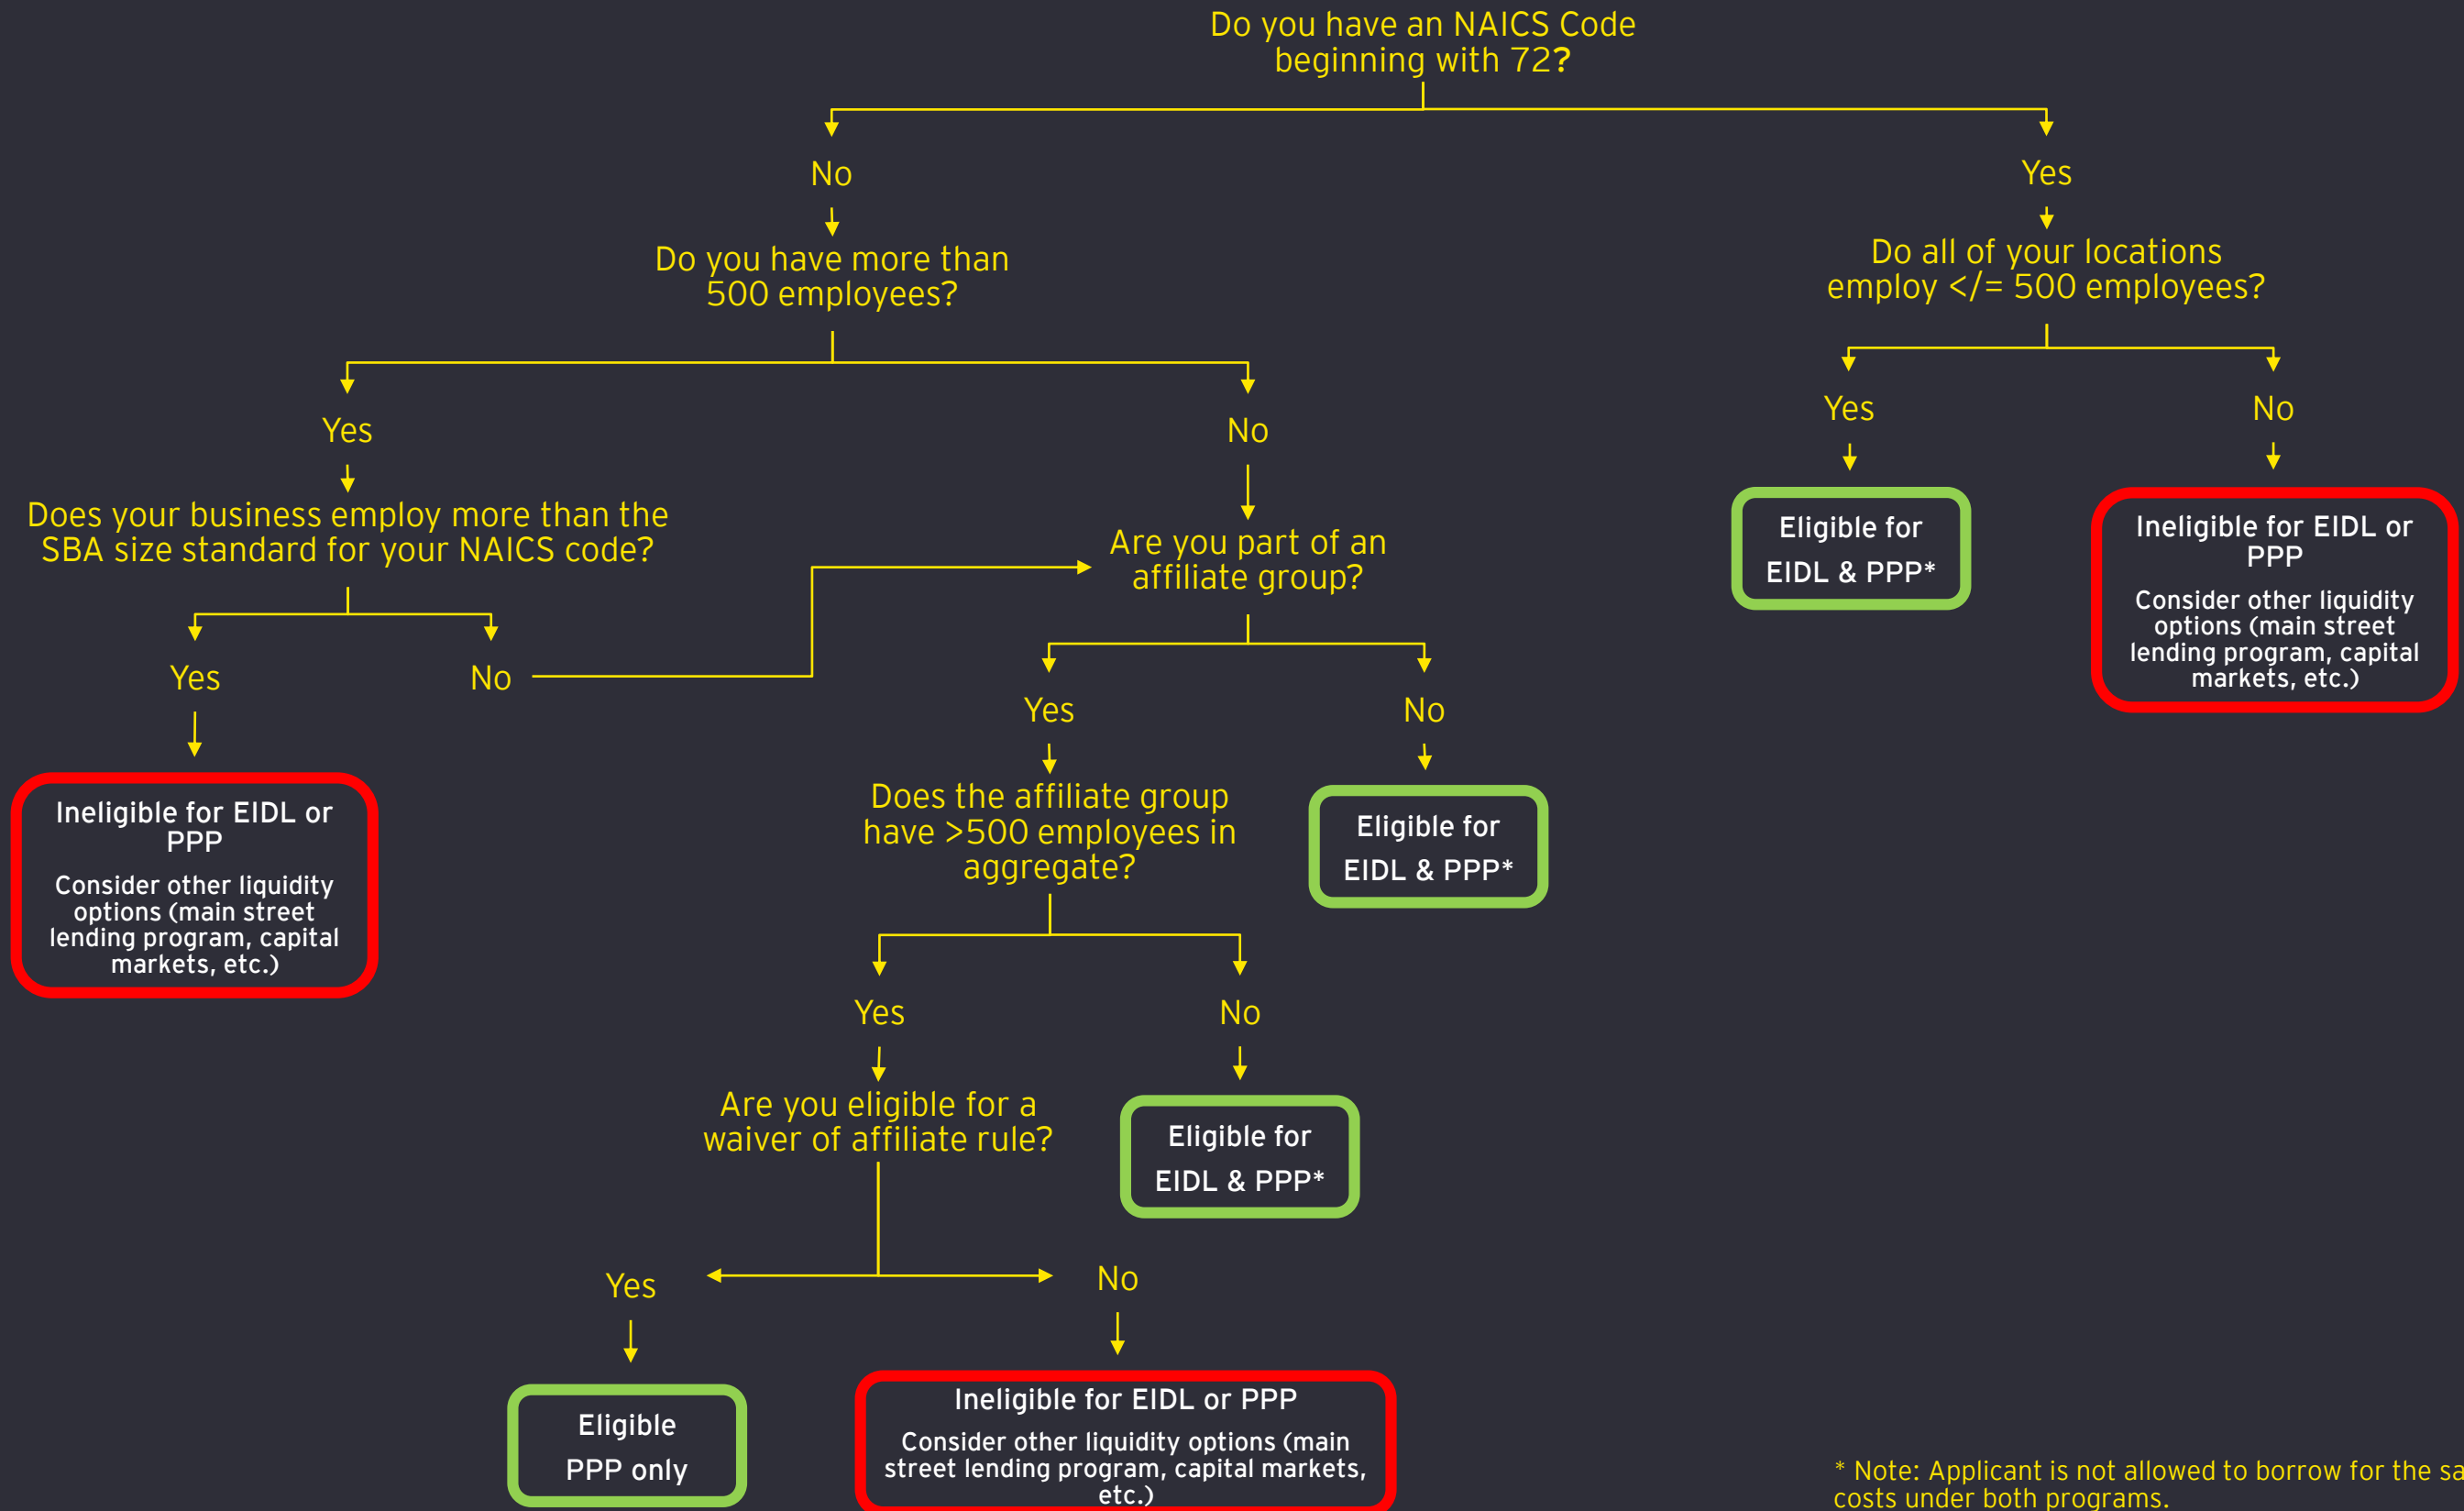 Do you have an NAICS Code
beginning with 72?
No
Yes
Do you have more than
500 employees?
Do all of your locations
employ </= 500 employees?
Yes
No
Yes
No
Does your business employ more than the
SBA size standard for your NAICS code?
Are you part of an
affiliate group?
Eligible for
EIDL & PPP*
Ineligible for EIDL or
PPP
Consider other liquidity
options (main street
lending program, capital
markets, etc.)
Yes
No
Yes
No
Ineligible for EIDL or
PPP
Consider other liquidity
options (main street
lending program, capital
markets, etc.)
Does the affiliate group
have >500 employees in
aggregate?
Eligible for
EIDL & PPP*
Yes
No
Are you eligible for a
waiver of affiliate rule?
Eligible for
EIDL & PPP*
Yes
No
Eligible
PPP only
Ineligible for EIDL or PPP
Consider other liquidity options (main
street lending program, capital markets,
etc.)
* Note: Applicant is not allowed to borrow for the
costs under both programs.